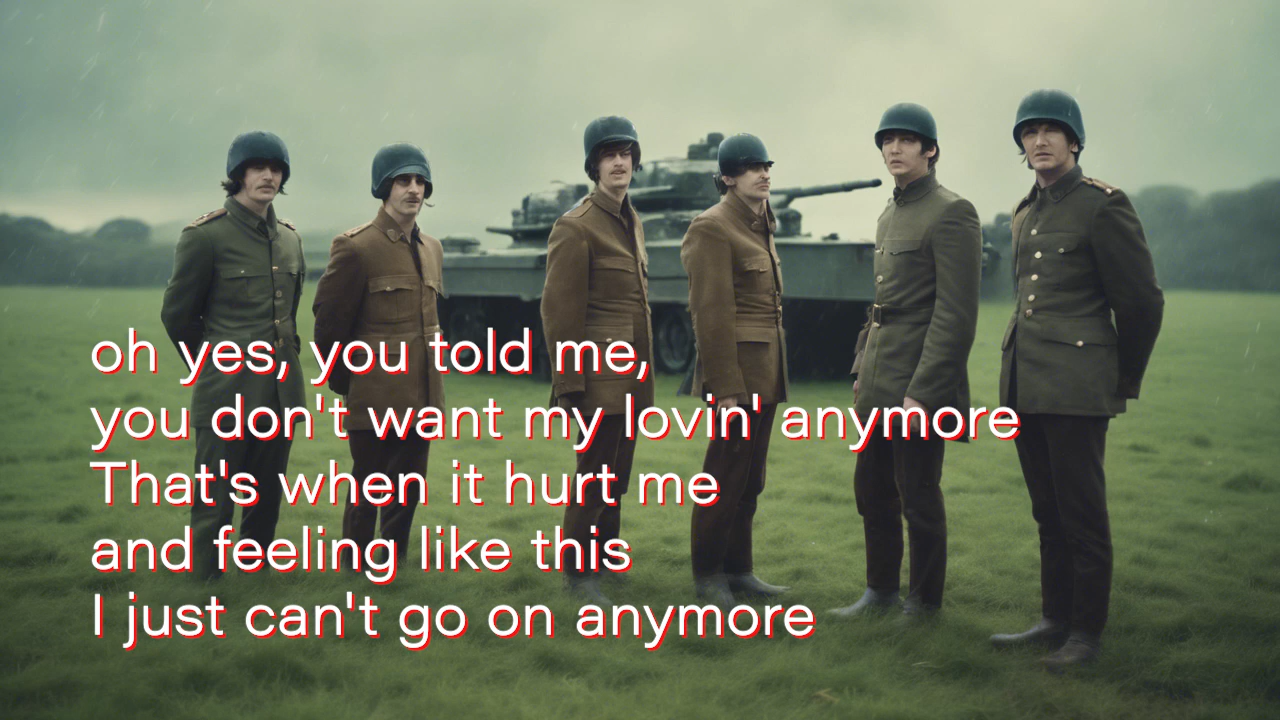 oh yes, you told me,
you don't want my lovin' anymore
That's when it hurt me
and feeling like this
I just can't go on anymore